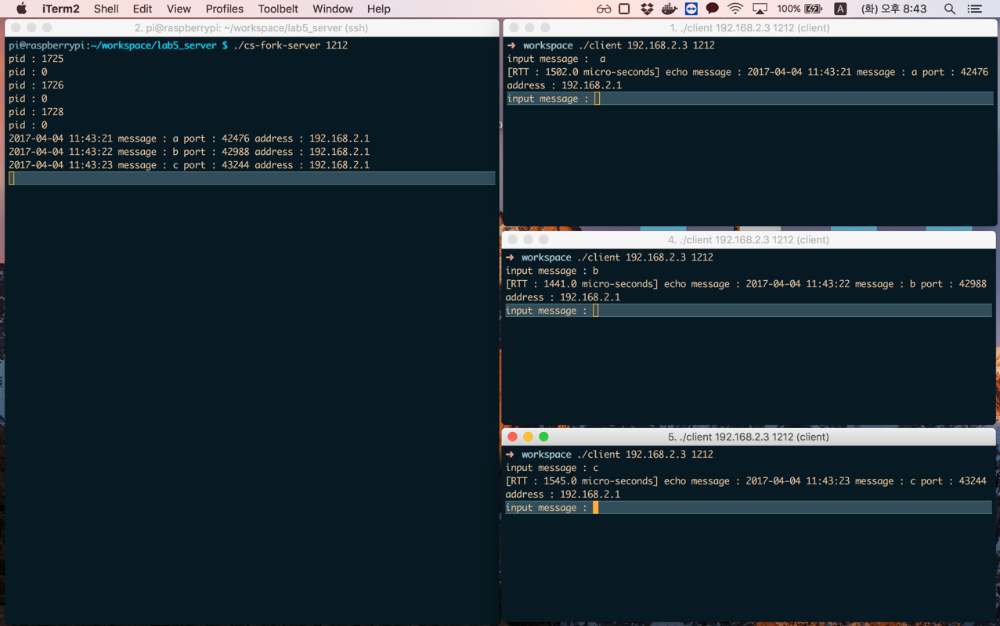 iTerm2 Shell Edit View Profiles Toolbelt Window Help 100% A (화) 오후 8:43
2. pi@raspberrypi: ~/workspace/lab5_server (ssh)
pi@raspberrypi:~/workspace/lab5_server $ ./cs-fork-server 1212
pid : 1725
pid : 0
pid : 1726
pid : 0
pid : 1728
pid : 0
2017-04-04 11:43:21 message : a port : 42476 address : 192.168.2.1
2017-04-04 11:43:22 message : b port : 42988 address : 192.168.2.1
2017-04-04 11:43:23 message : c port : 43244 address : 192.168.2.1
1. ./client 192.168.2.3 1212 (client)
➜ workspace ./client 192.168.2.3 1212
input message :  a
[RTT : 1502.0 micro-seconds] echo message : 2017-04-04 11:43:21 message : a port : 42476
address : 192.168.2.1
input message :
4. ./client 192.168.2.3 1212 (client)
➜ workspace ./client 192.168.2.3 1212
input message : b
[RTT : 1441.0 micro-seconds] echo message : 2017-04-04 11:43:22 message : b port : 42988
address : 192.168.2.1
input message :
5. ./client 192.168.2.3 1212 (client)
➜ workspace ./client 192.168.2.3 1212
input message : c
[RTT : 1545.0 micro-seconds] echo message : 2017-04-04 11:43:23 message : c port : 43244
address : 192.168.2.1
input message :